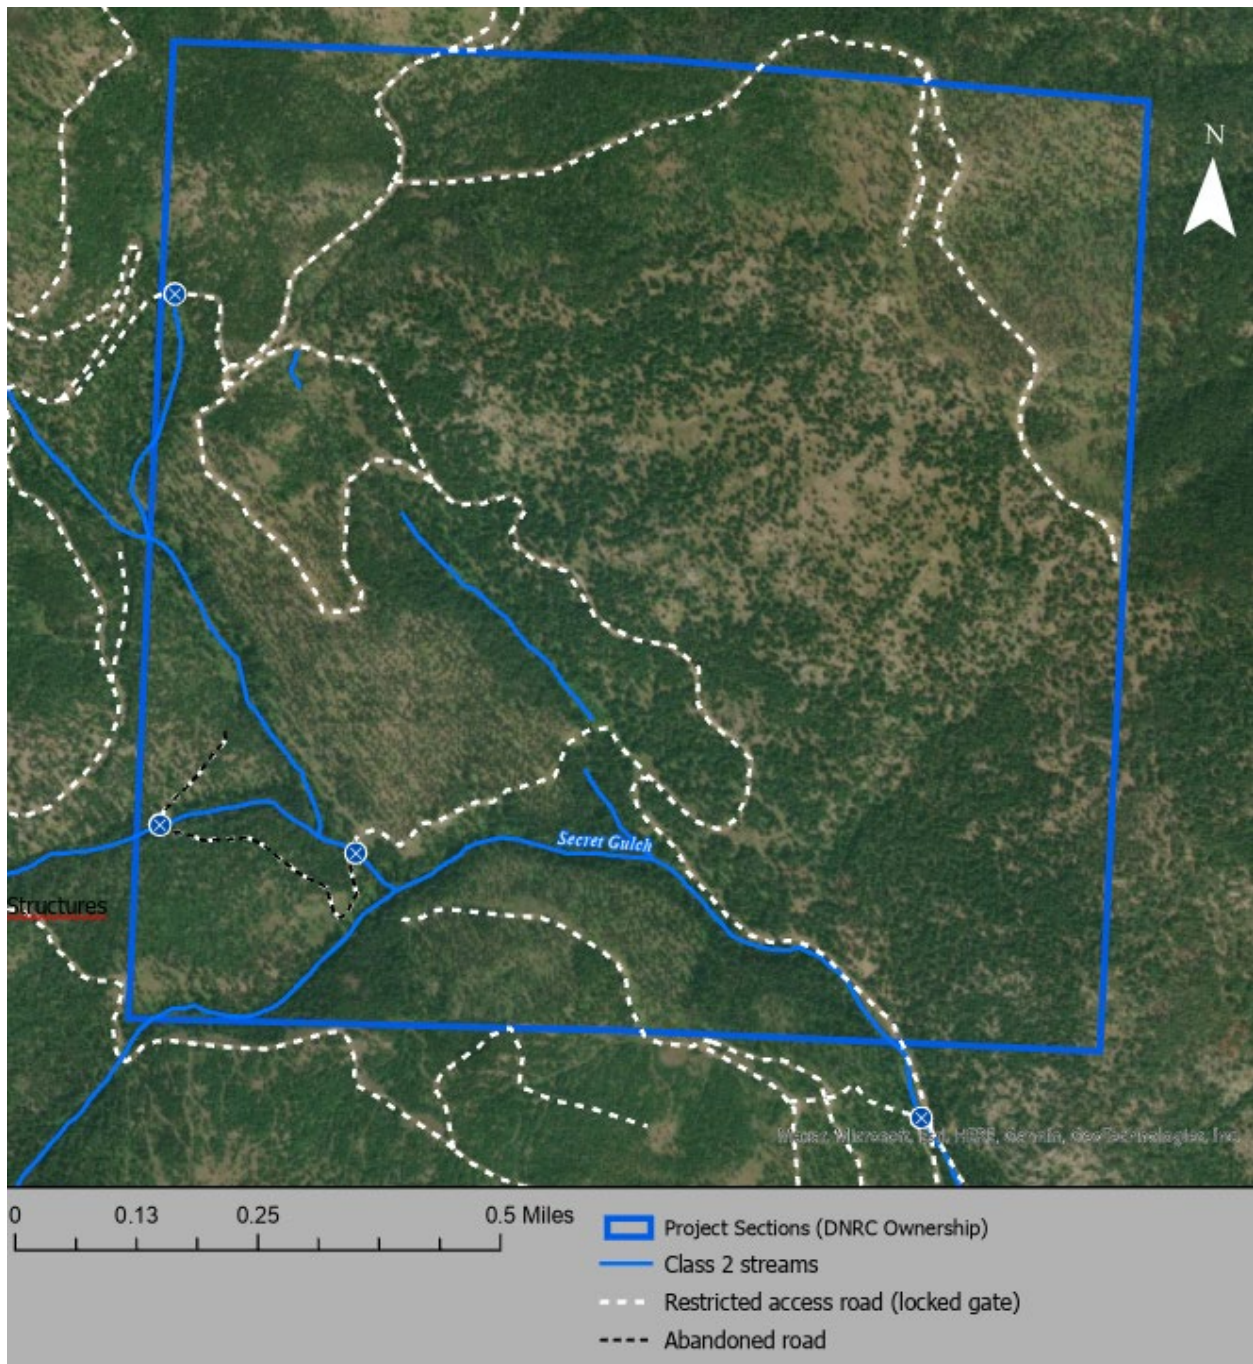 N
Secret Gulch
Structures
0 0.13 0.25 0.5 Miles
Project Sections (DNRC Ownership)
Class 2 streams
Restricted access road (locked gate)
Abandoned road